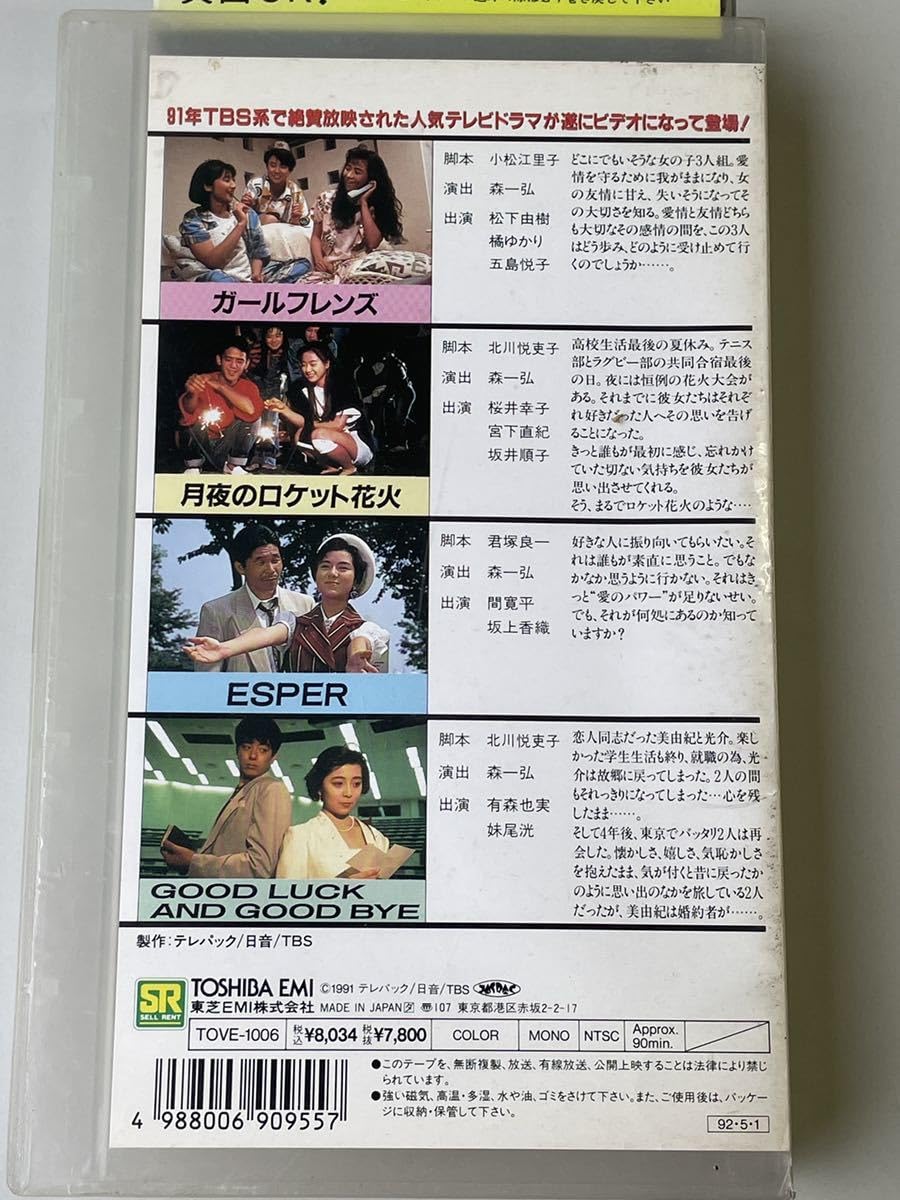 91年TBS系で絶賛放映された人気テレビドラマが遂にビデオになって登場!
ガールフレンズ
脚本 小松江里子
演出 森一弘
出演 松下由樹
橘ゆかり
五島悦子
どこにでもいそうな女の子3人組。愛
情を守るために我がままになり、女
の友情に甘え、失いそうになってそ
の大切さを知る。愛情と友情どちら
も大切なその感情の間を、この3人
はどう歩み、どのように受け止めて行
くのでしょうか……。
月夜のロケット花火
脚本 北川悦吏子
演出 森一弘
出演 桜井幸子
宮下直紀
坂井順子
高校生活最後の夏休み。テニス
部とラグビー部の共同合宿最後
の日。夜には恒例の花火大会が
ある。それまでに彼女たちはそれぞ
れ好きだった人へその思いを告げ
ることになった。
きっと誰もが最初に感じ、忘れかけ
ていた切ない気持ちを彼女たちが
思い出させてくれる。
そう、まるでロケット花火のような‥‥
ESPER
脚本 君塚良一
演出 森一弘
出演 間寛平
坂上香織
好きな人に振り向いてもらいたい。そ
れは誰もが素直に思うこと。でもな
かなか思うように行かない。それはき
っと“愛のパワー”が足りないせい。
でも、それが何処にあるのか知って
いますか?
GOOD LUCK
AND GOOD BYE
脚本 北川悦吏子
演出 森一弘
出演 有森也実
妹尾洸
恋人同志だった美由紀と光介。楽し
かった学生生活も終り、就職の為、光
介は故郷に戻ってしまった。2人の間
もそれっきりになってしまった…心を残
したまま……。
そして4年後、東京でバッタリ2人は再
会した。懐かしさ、嬉しさ、気恥かしさ
を抱えたまま、気が付くと昔に戻ったか
のように思い出のなかを旅している2人
だったが、美由紀は婚約者が……。
製作:テレパック/日音/TBS
SR
SELL RENT
TOSHIBA EMI ©1991 テレパック/日音/TBS
東芝EMI株式会社 MADE IN JAPAN 〒107 東京都港区赤坂2-2-17
TOVE-1006 税込¥8,034 税抜¥7,800 COLOR MONO NTSC Approx. 90min.
4 988006 909557
●このテープを、無断複製、放送、有線放送、公開上映することは法律により禁じ
られています。
●強い磁気、高温・多湿、水や油、ゴミをさけて下さい。また、ご使用後は、パッケー
ジに収納・保管して下さい。
92・5・1